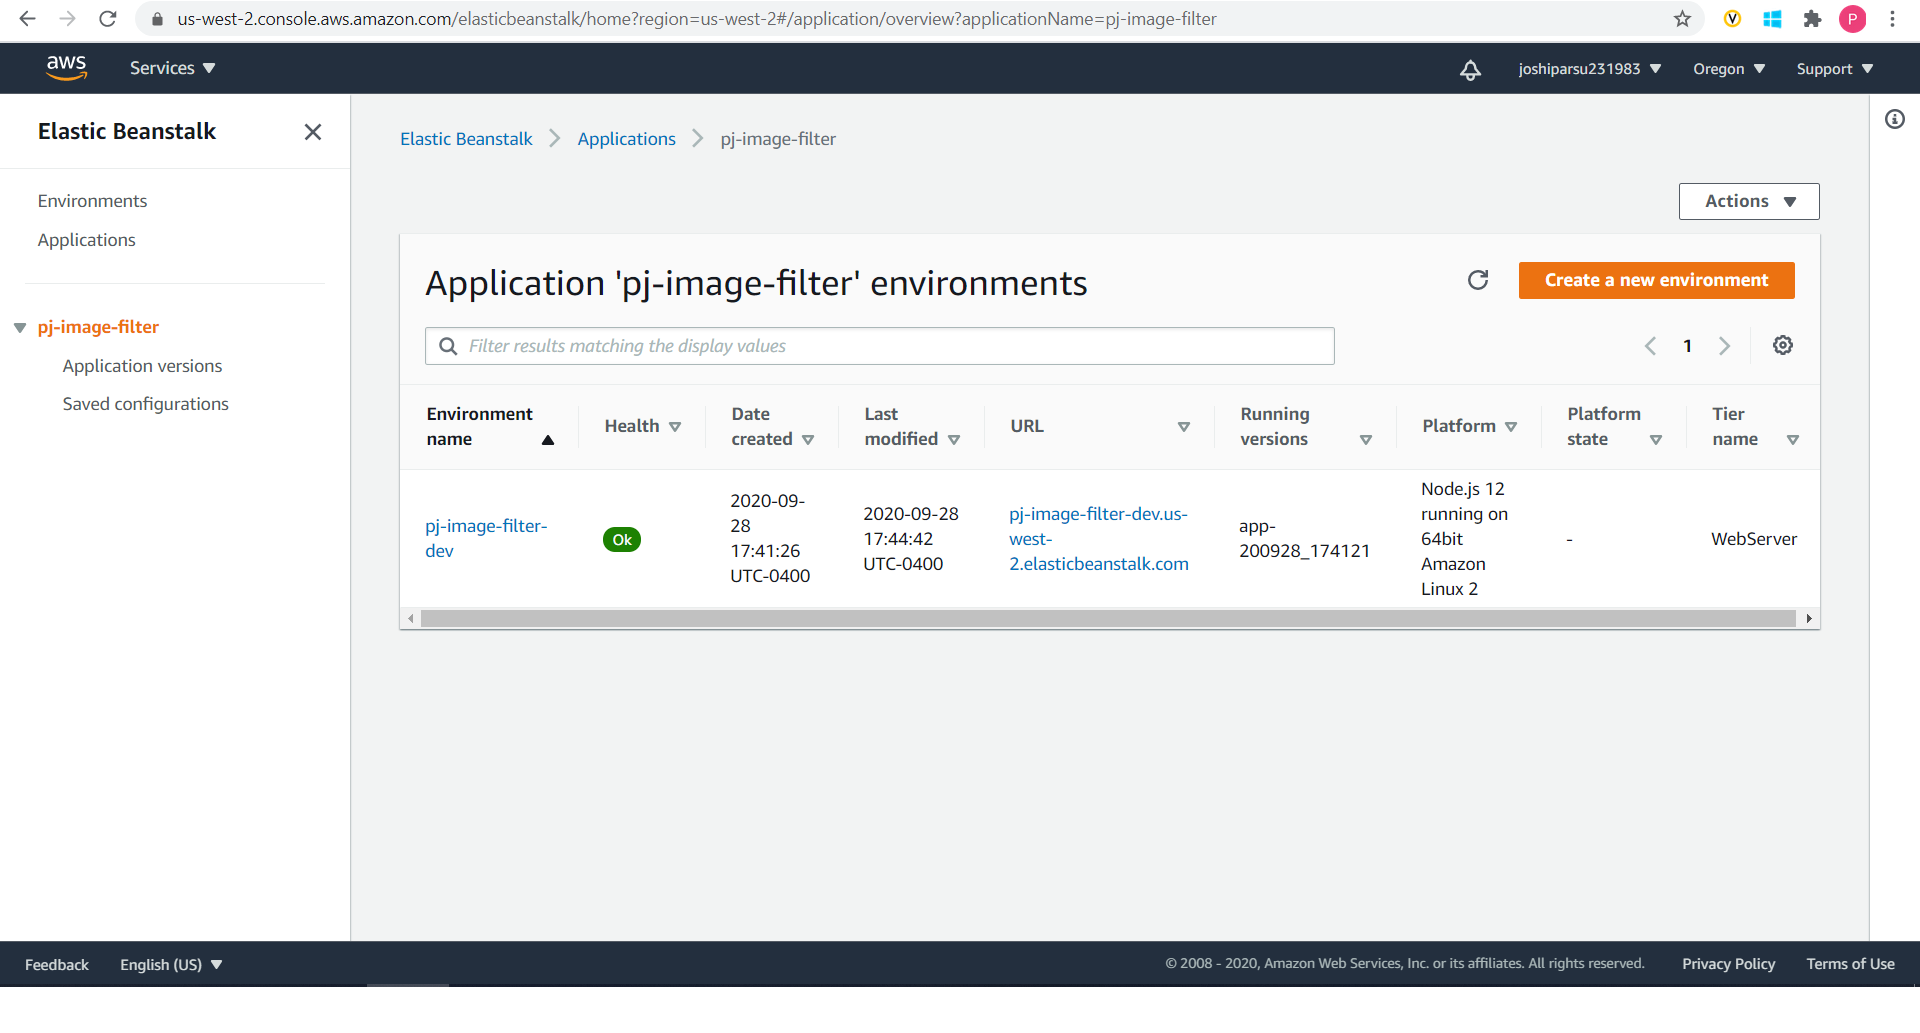 us-west-2.console.aws.amazon.com/elasticbeanstalk/home?region=us-west-2#/application/overview?applicationName=pj-image-filter
V
P
aws
Services
joshiparsu231983
Oregon
Support
Elastic Beanstalk
Environments
Applications
pj-image-filter
Application versions
Saved configurations
Elastic Beanstalk
Applications
pj-image-filter
Actions
Application 'pj-image-filter' environments
Create a new environment
Filter results matching the display values
1
Environment
name
Health
Date
created
Last
modified
URL
Running
versions
Platform
Platform
state
Tier
name
pj-image-filter-
dev
Ok
2020-09-
28
17:41:26
UTC-0400
2020-09-28
17:44:42
UTC-0400
pj-image-filter-dev.us-
west-
2.elasticbeanstalk.com
app-
200928_174121
Node.js 12
running on
64bit
Amazon
Linux 2
-
WebServer
Feedback
English (US)
© 2008 - 2020, Amazon Web Services, Inc. or its affiliates. All rights reserved.
Privacy Policy
Terms of Use